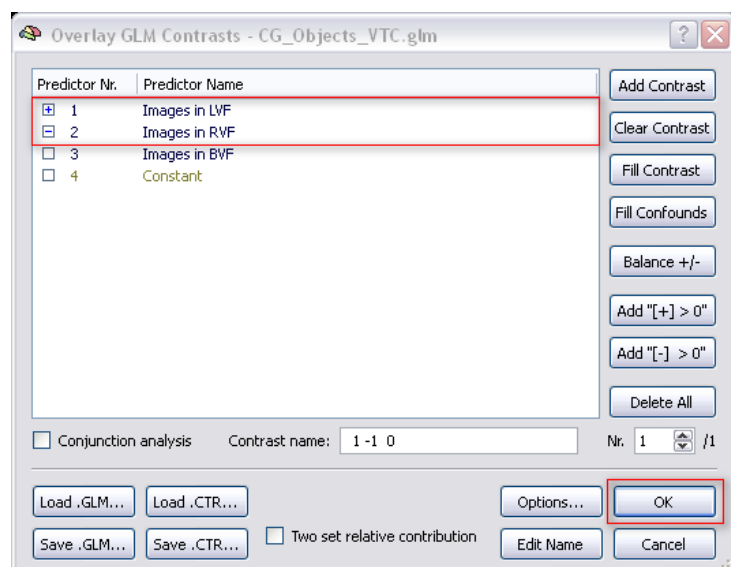 Overlay GLM Contrasts - CG_Objects_VTC.glm
Predictor Nr. Predictor Name
1 Images in LVF
2 Images in RVF
3 Images in BVF
4 Constant
Add Contrast
Clear Contrast
Fill Contrast
Fill Confounds
Balance +/-
Add "[+] > 0"
Add "[-] > 0"
Delete All
Conjunction analysis Contrast name: 1 -1 0 Nr. 1 /1
Load .GLM... Load .CTR... Options... OK
Save .GLM... Save .CTR... Two set relative contribution Edit Name Cancel